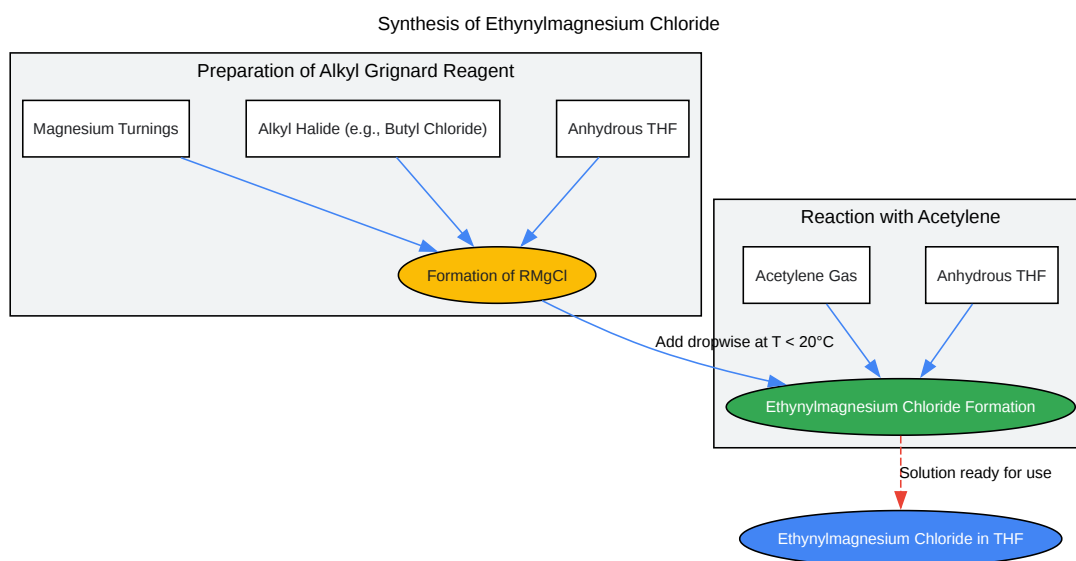 Synthesis of Ethynylmagnesium Chloride
Preparation of Alkyl Grignard Reagent
Magnesium Turnings
Alkyl Halide (e.g., Butyl Chloride)
Anhydrous THF
Formation of RMgCl
Reaction with Acetylene
Acetylene Gas
Anhydrous THF
Add dropwise at T < 20°C
Ethynylmagnesium Chloride Formation
Solution ready for use
Ethynylmagnesium Chloride in THF